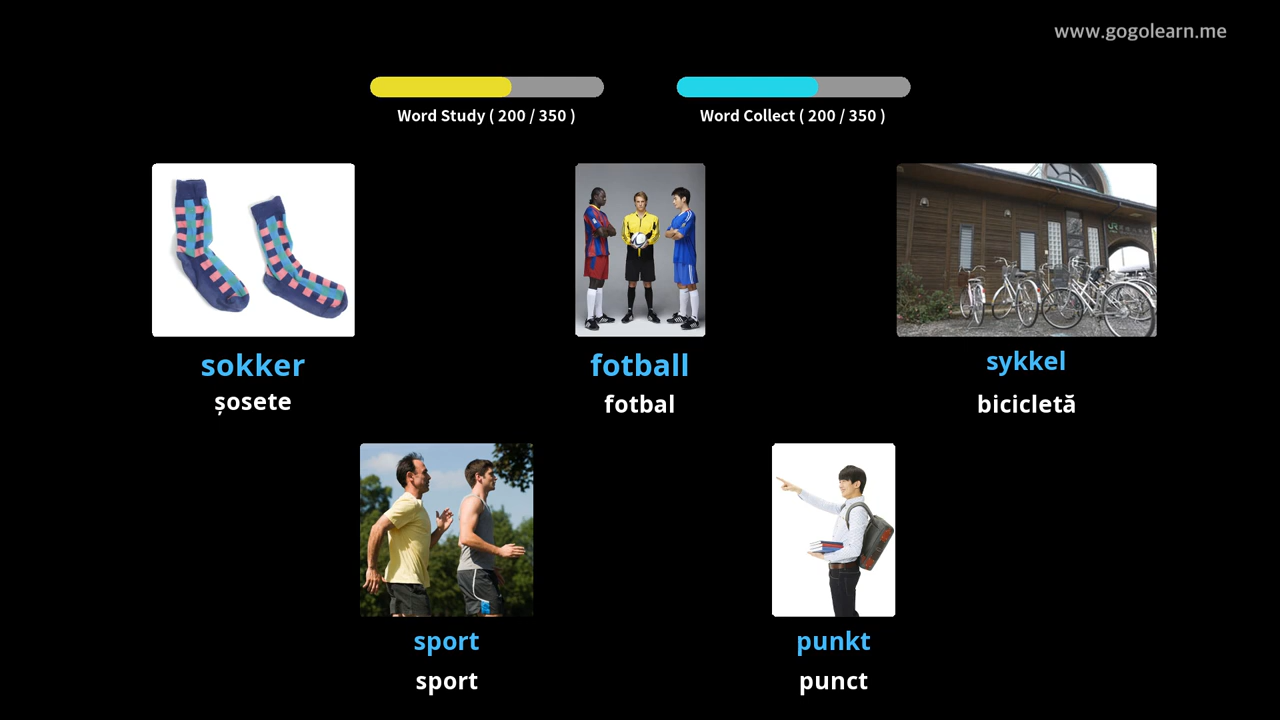 www.gogolearn.me
Word Study ( 200 / 350 )
Word Collect ( 200 / 350 )
sokker
șosete
fotball
fotbal
sykkel
bicicletă
sport
sport
punkt
punct